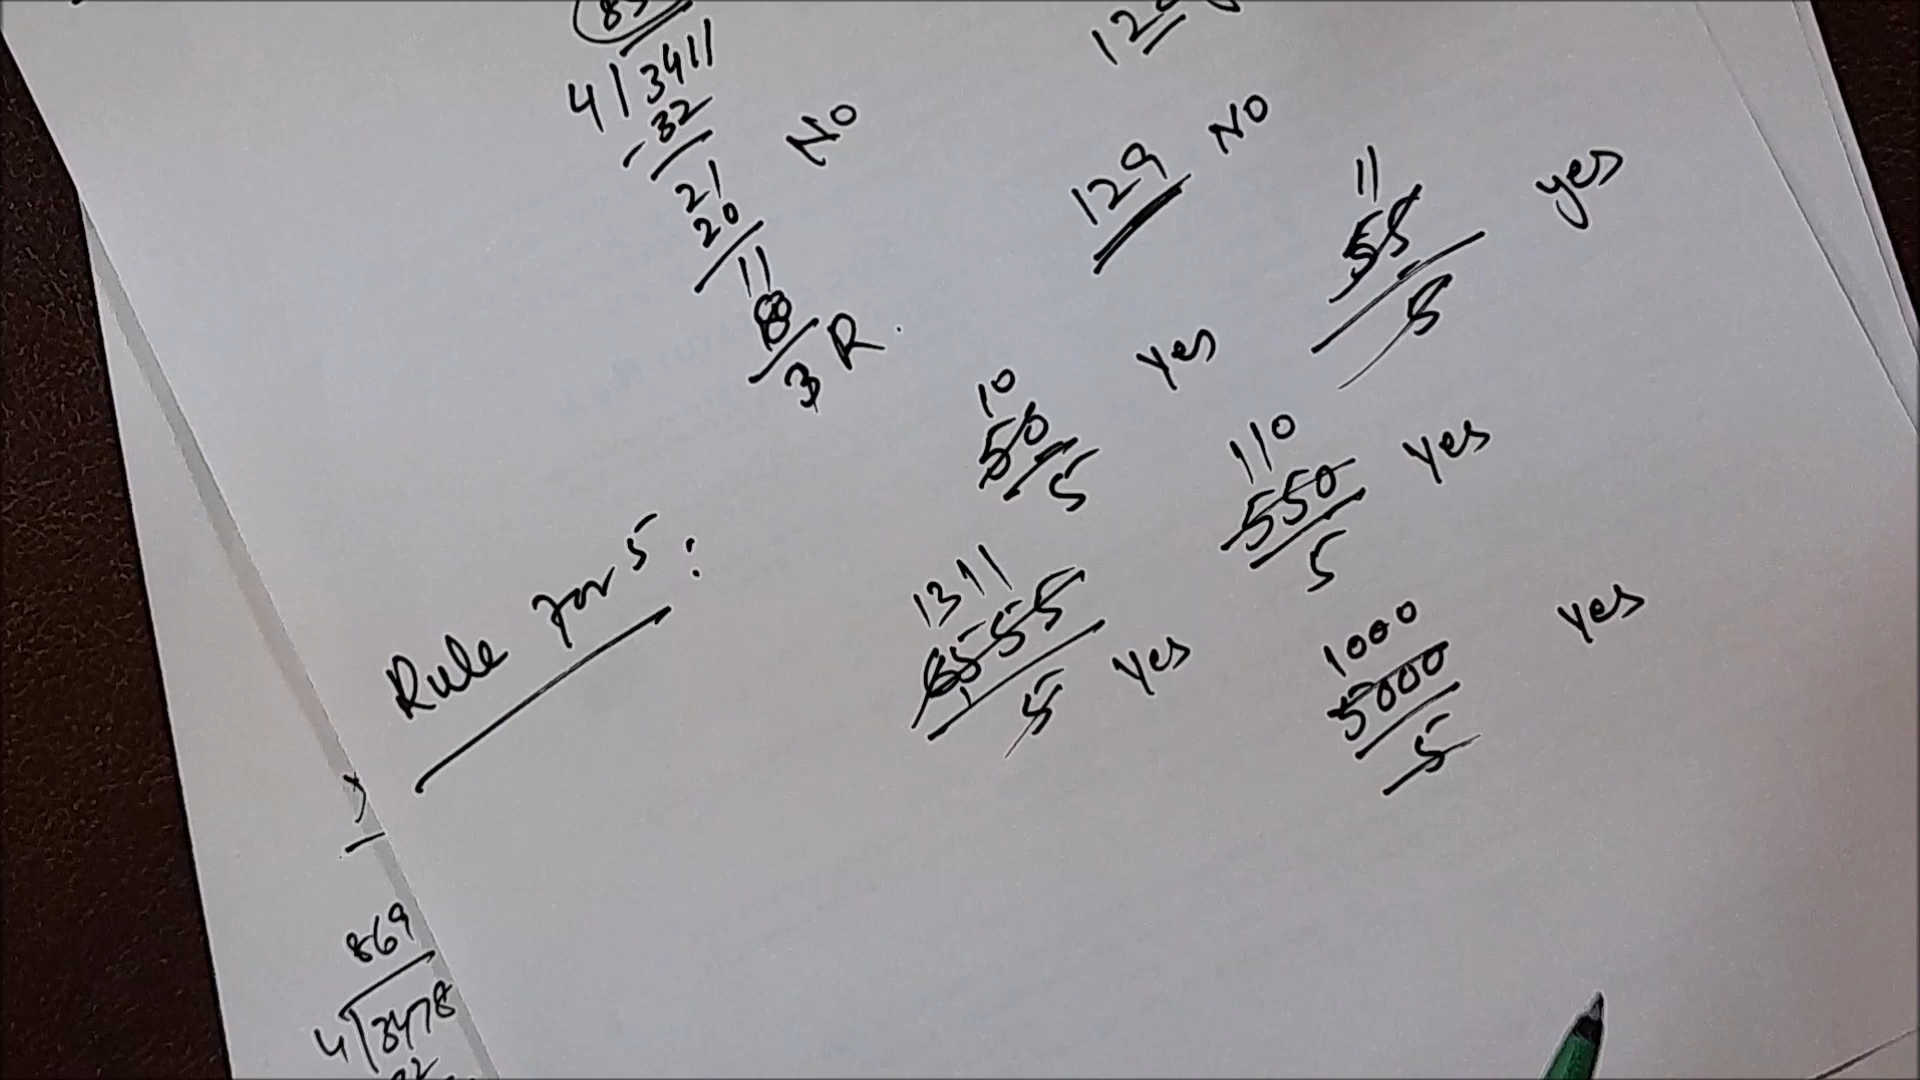 4 | 3411
- 32
21
20
11
8
3 R.
No
129
NO
11
55
5
yes
10
50
5
yes
110
550
5
yes
Rule for 5 :
1311
6555
5
yes
1000
5000
5
yes
869
4 3478